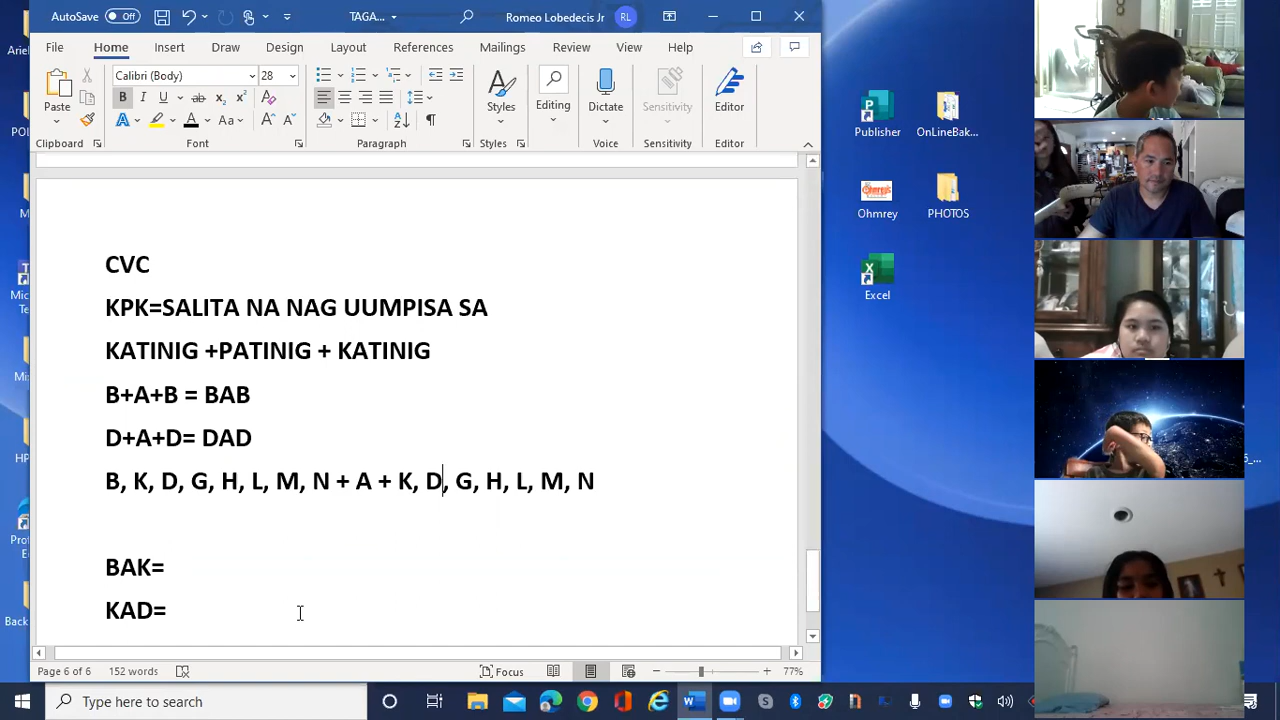 AutoSave Off TAGA... Romeo Lobedecis Jr RL
File Home Insert Draw Design Layout References Mailings Review View Help
Calibri (Body) 28
Paste Styles Editing Dictate Sensitivity Editor
Clipboard Font Paragraph Styles Voice Sensitivity Editor
CVC
KPK=SALITA NA NAG UUMPISA SA
KATINIG +PATINIG + KATINIG
B+A+B = BAB
D+A+D= DAD
B, K, D, G, H, L, M, N + A + K, D, G, H, L, M, N
BAK=
KAD=
Page 6 of 6 152 words Focus 77%
Publisher OnLineBak...
Ohmrey PHOTOS
Excel
Type here to search